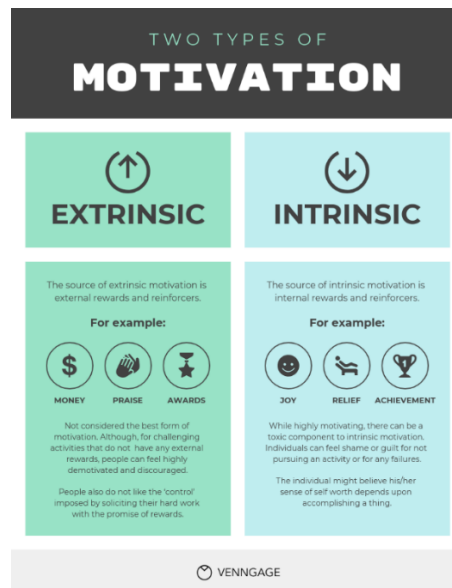 TWO TYPES OF
MOTIVATION
EXTRINSIC
The source of extrinsic motivation is
external rewards and reinforcers.
For example:
$
MONEY PRAISE AWARDS
Not considered the best form of
motivation. Although, for challenging
activities that do not have any external
rewards, people can feel highly
demotivated and discouraged.
People also do not like the 'control'
imposed by soliciting their hard work
with the promise of rewards.
INTRINSIC
The source of intrinsic motivation is
internal rewards and reinforcers.
For example:
JOY RELIEF ACHIEVEMENT
While highly motivating, there can be a
toxic component to intrinsic motivation.
Individuals can feel shame or guilt for not
pursuing an activity or for any failures.
The individual might believe his/her
sense of self worth depends upon
accomplishing a thing.
VENNGAGE